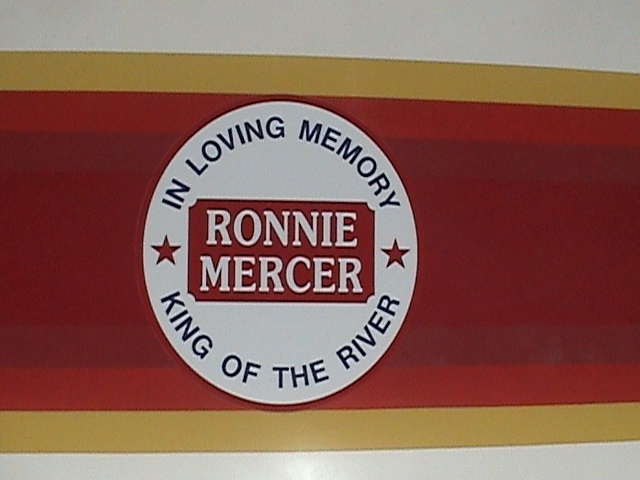 IN LOVING MEMORY
RONNIE
MERCER
KING OF THE RIVER